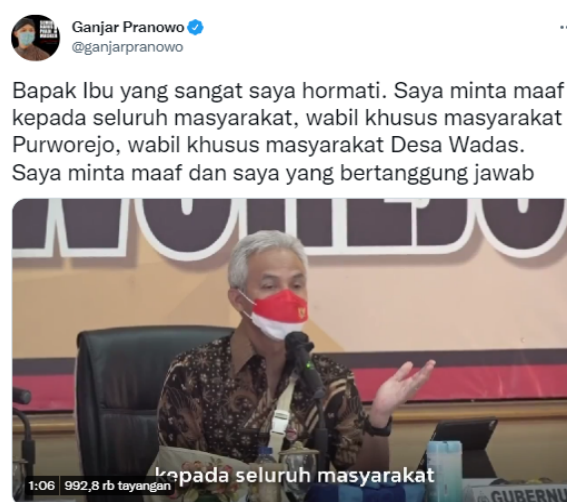 Ganjar Pranowo
@ganjarpranowo
Bapak Ibu yang sangat saya hormati. Saya minta maaf
kepada seluruh masyarakat, wabil khusus masyarakat
Purworejo, wabil khusus masyarakat Desa Wadas.
Saya minta maaf dan saya yang bertanggung jawab
kepada seluruh masyarakat
1:06 992,8 rb tayangan
GUBERNU